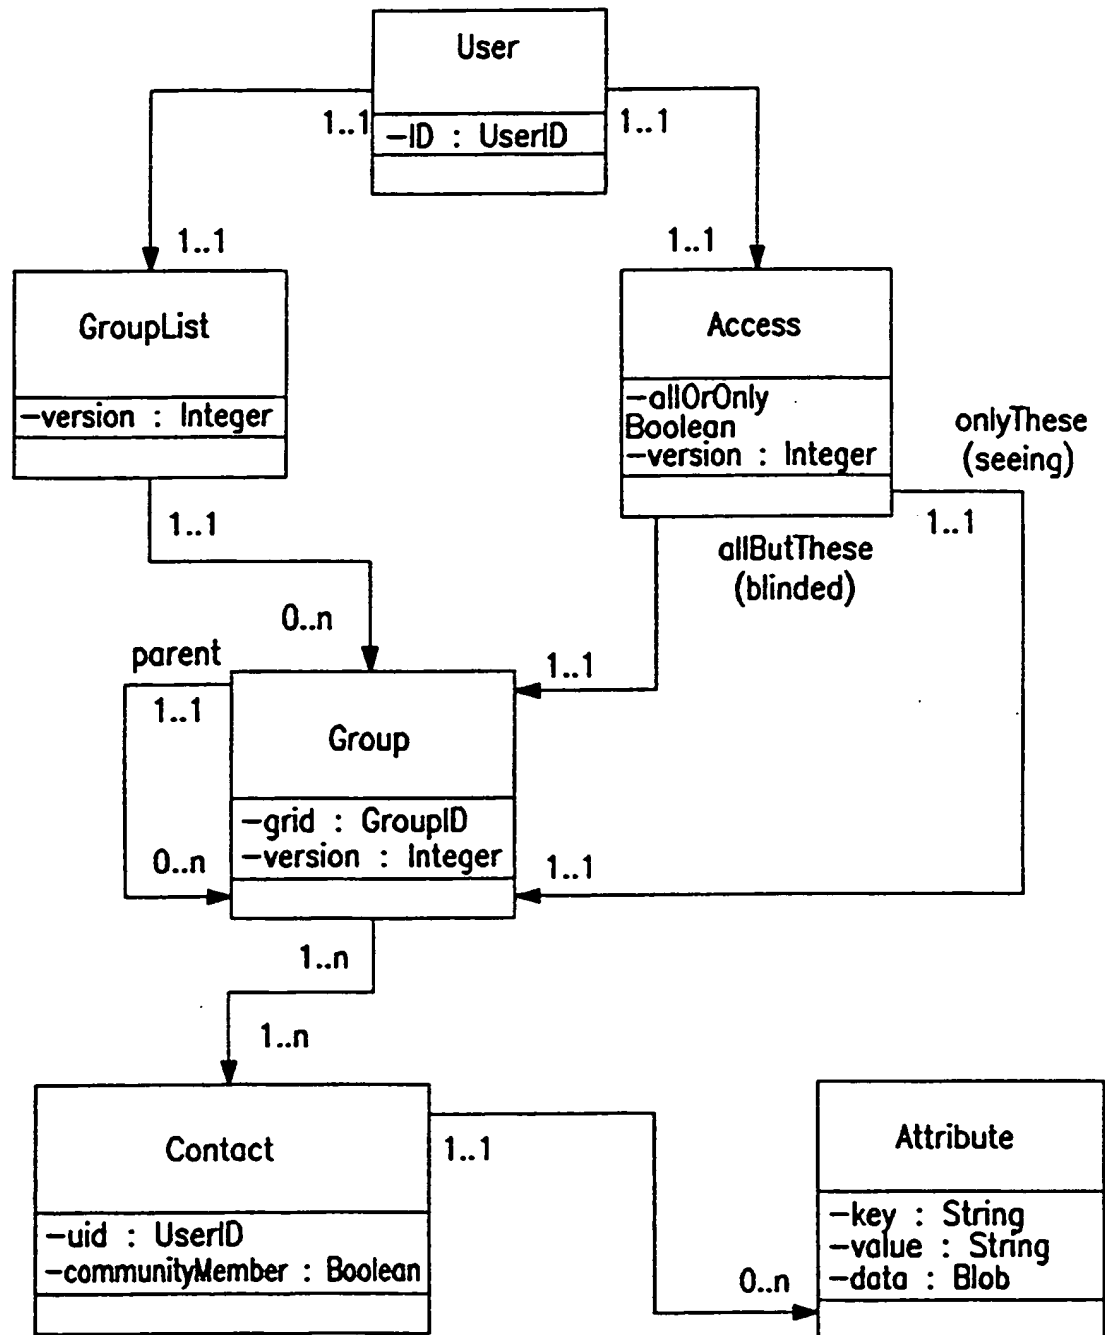 User
1..1
-ID : UserID
1..1
1..1
1..1
GroupList
-version : Integer
Access
-allOrOnly
Boolean
-version : Integer
onlyThese
(seeing)
1..1
1..1
allButThese
(blinded)
0..n
parent
1..1
1..1
Group
-grid : GroupID
-version : Integer
0..n
1..1
1..n
1..n
Contact
-uid : UserID
-communityMember : Boolean
1..1
Attribute
-key : String
-value : String
-data : Blob
0..n